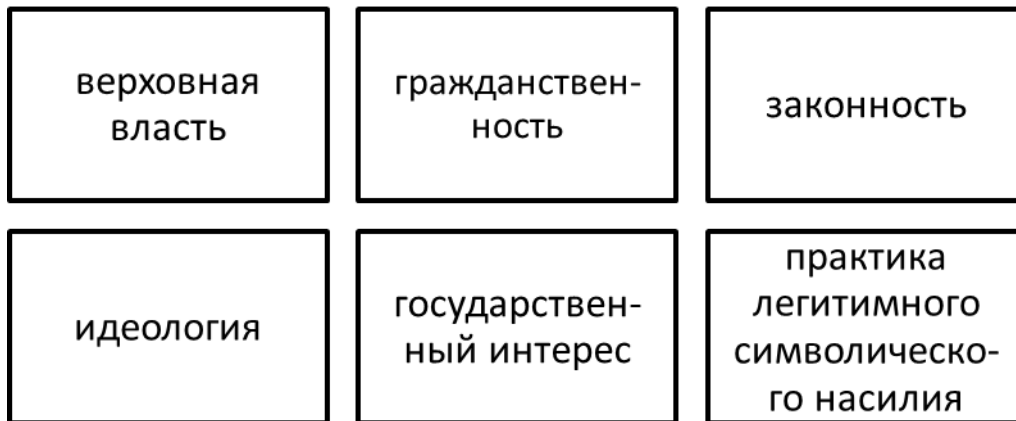 верховная
власть
гражданствен-
ность
законность
идеология
государствен-
ный интерес
практика
легитимного
символическо-
го насилия